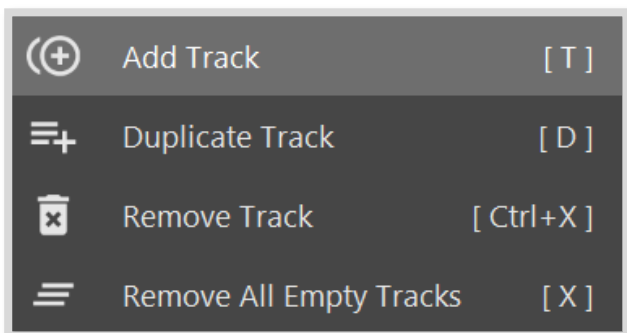 Add Track [ T ]
Duplicate Track [ D ]
Remove Track [ Ctrl+X ]
Remove All Empty Tracks [ X ]